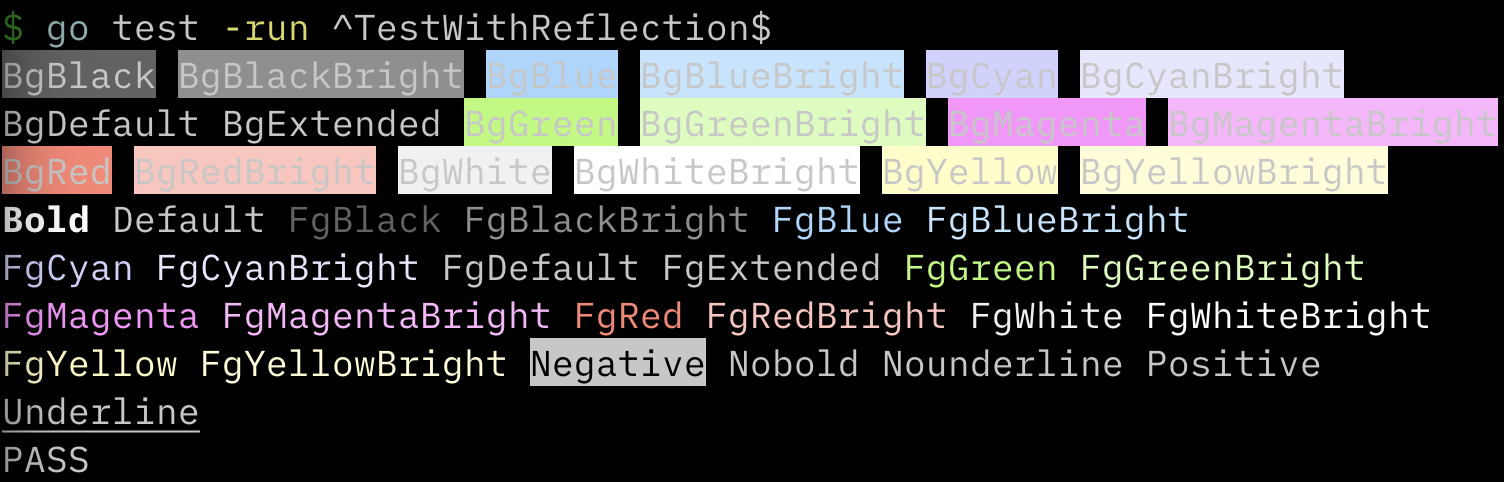 $ go test -run ^TestWithReflection$
BgBlack BgBlackBright BgBlue BgBlueBright BgCyan BgCyanBright
BgDefault BgExtended BgGreen BgGreenBright BgMagenta BgMagentaBright
BgRed BgRedBright BgWhite BgWhiteBright BgYellow BgYellowBright
Bold Default FgBlack FgBlackBright FgBlue FgBlueBright
FgCyan FgCyanBright FgDefault FgExtended FgGreen FgGreenBright
FgMagenta FgMagentaBright FgRed FgRedBright FgWhite FgWhiteBright
FgYellow FgYellowBright Negative Nobold Nounderline Positive
Underline
PASS